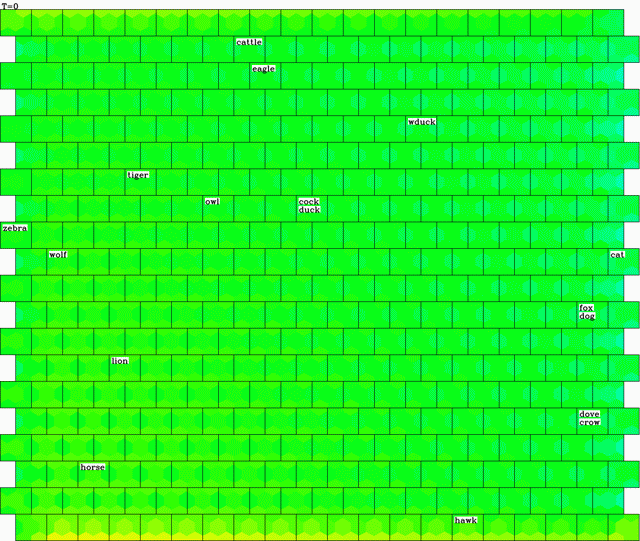 T=0
cattle
eagle
wduck
tiger
owl
cock
duck
zebra
wolf
cat
fox
dog
lion
dove
crow
horse
hawk